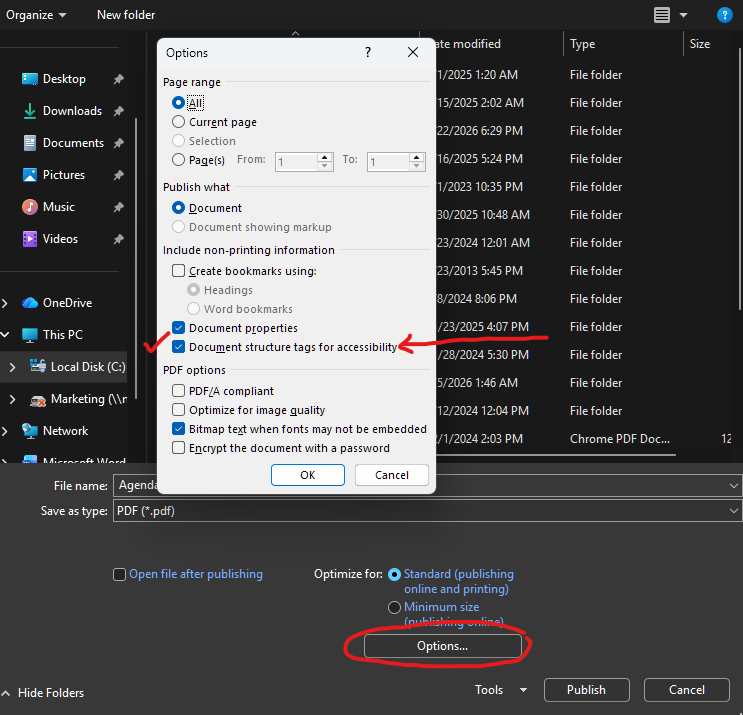 Organize
New folder
?
Desktop
Downloads
Documents
Pictures
Music
Videos
OneDrive
This PC
Local Disk (C:)
Marketing (\\n
Network
Microsoft Word
ate modified
Type
Size
/1/2025 1:20 AM
File folder
/15/2025 2:02 AM
File folder
/22/2026 6:29 PM
File folder
/16/2025 5:24 PM
File folder
/1/2023 10:35 PM
File folder
/30/2025 10:48 AM
File folder
/23/2024 12:01 AM
File folder
/23/2013 5:45 PM
File folder
/8/2024 8:06 PM
File folder
/23/2025 4:07 PM
File folder
/28/2024 5:30 PM
File folder
/5/2026 1:46 AM
File folder
/12/2024 12:04 PM
File folder
/1/2024 2:03 PM
Chrome PDF Doc...
Options
?
Page range
All
Current page
Selection
Page(s) From: 1 To: 1
Publish what
Document
Document showing markup
Include non-printing information
Create bookmarks using:
Headings
Word bookmarks
Document properties
Document structure tags for accessibility
PDF options
PDF/A compliant
Optimize for image quality
Bitmap text when fonts may not be embedded
Encrypt the document with a password
OK
Cancel
File name: Agenda
Save as type: PDF (*.pdf)
Open file after publishing
Optimize for:
Standard (publishing
online and printing)
Minimum size
(publishing online)
Options...
Hide Folders
Tools
Publish
Cancel